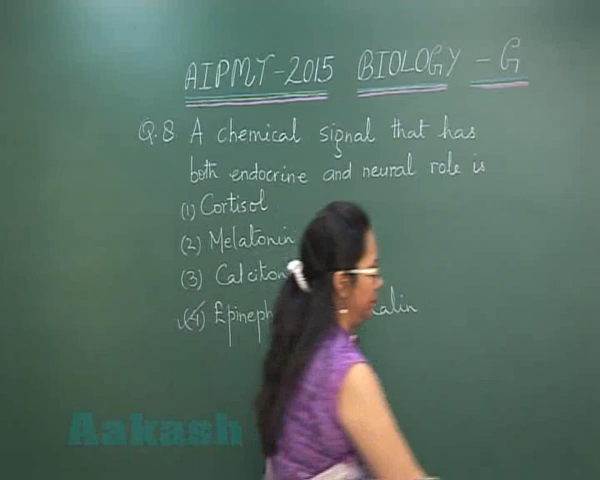 AIPMT-2015 BIOLOGY - G
Q.8 A chemical signal that has
both endocrine and neural role is
(1) Cortisol
(2) Melatonin
(3) Calciton
(4) Epineph alin
Aakash